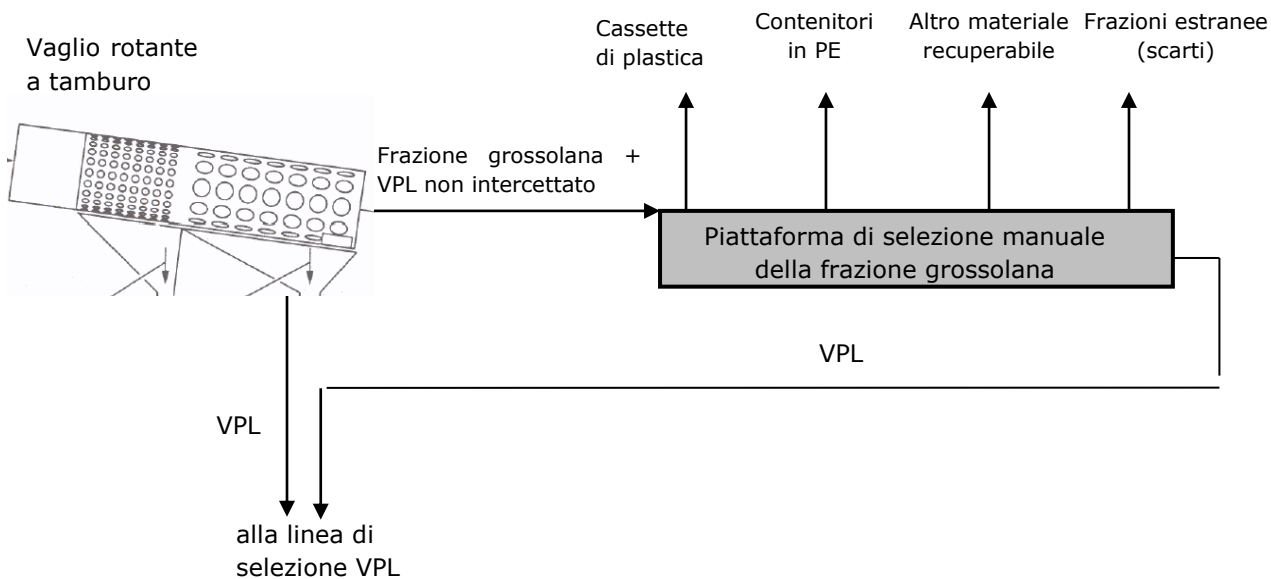 Vaglio rotante
a tamburo
Cassette
di plastica
Contenitori
in PE
Altro materiale
recuperabile
Frazioni estranee
(scarti)
Frazione grossolana +
VPL non intercettato
Piattaforma di selezione manuale
della frazione grossolana
VPL
VPL
alla linea di
selezione VPL